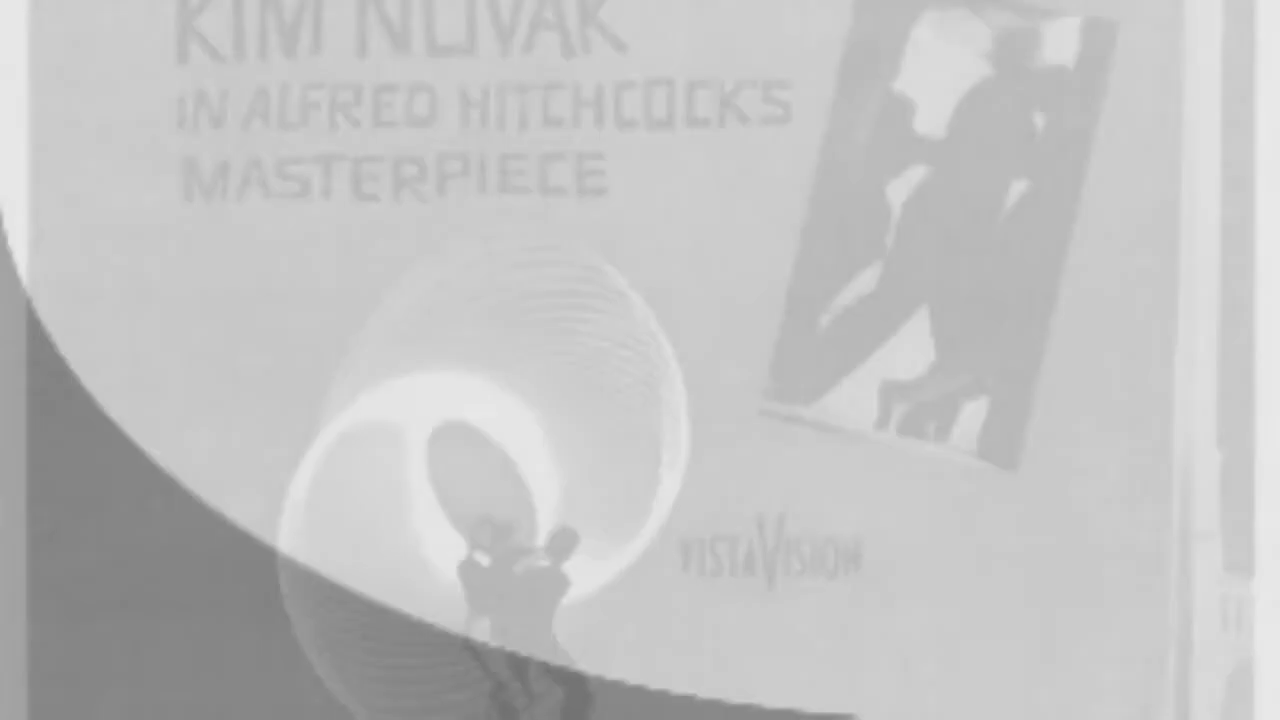 KIM NOVAK
IN ALFRED HITCHCOCK'S
MASTERPIECE
VISTAVISION